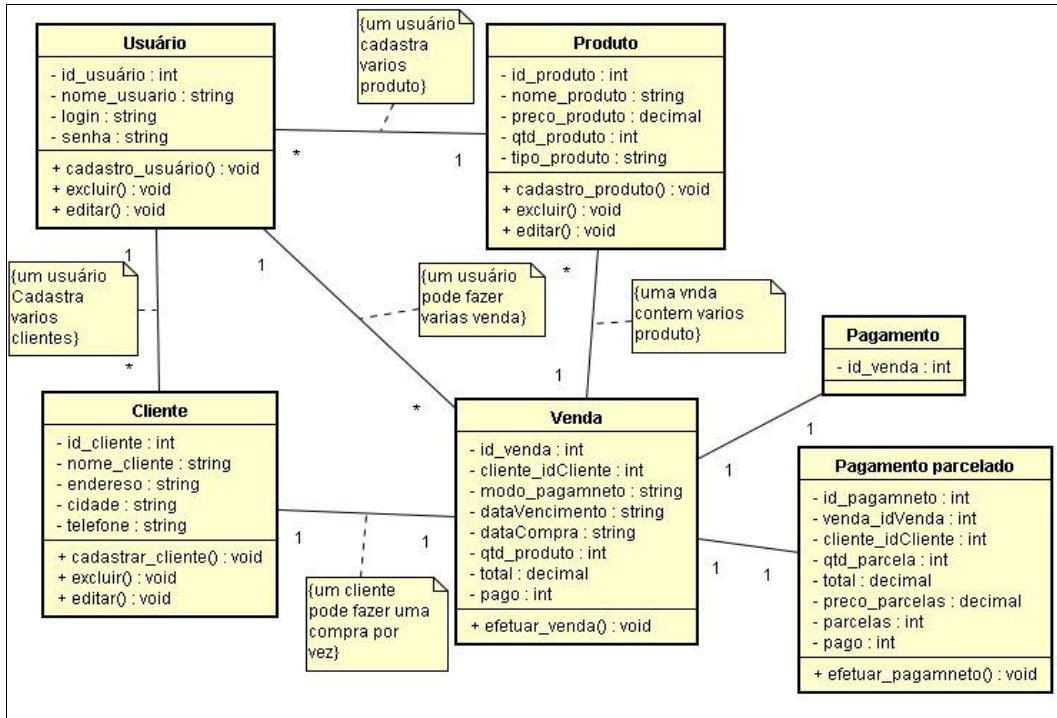 Usuário
- id_usuário : int
- nome_usuario : string
- login : string
- senha : string
+ cadastro_usuário() : void
+ excluir() : void
+ editar() : void
{um usuário
cadastra
varios
produto}
Produto
- id_produto : int
- nome_produto : string
- preco_produto : decimal
- qtd_produto : int
- tipo_produto : string
+ cadastro_produto() : void
+ excluir() : void
+ editar() : void
*
1
1
1
*
{um usuário
Cadastra
varios
clientes}
{um usuário
pode fazer
varias venda}
{uma vnda
contem varios
produto}
*
*
1
Pagamento
- id_venda : int
Cliente
- id_cliente : int
- nome_cliente : string
- endereso : string
- cidade : string
- telefone : string
+ cadastrar_cliente() : void
+ excluir() : void
+ editar() : void
1
1
{um cliente
pode fazer uma
compra por
vez}
Venda
- id_venda : int
- cliente_idCliente : int
- modo_pagamneto : string
- dataVencimento : string
- dataCompra : string
- qtd_produto : int
- total : decimal
- pago : int
+ efetuar_venda() : void
1
1
1
1
Pagamento parcelado
- id_pagamneto : int
- venda_idVenda : int
- cliente_idCliente : int
- qtd_parcela : int
- total : decimal
- preco_parcelas : decimal
- parcelas : int
- pago : int
+ efetuar_pagamneto() : void